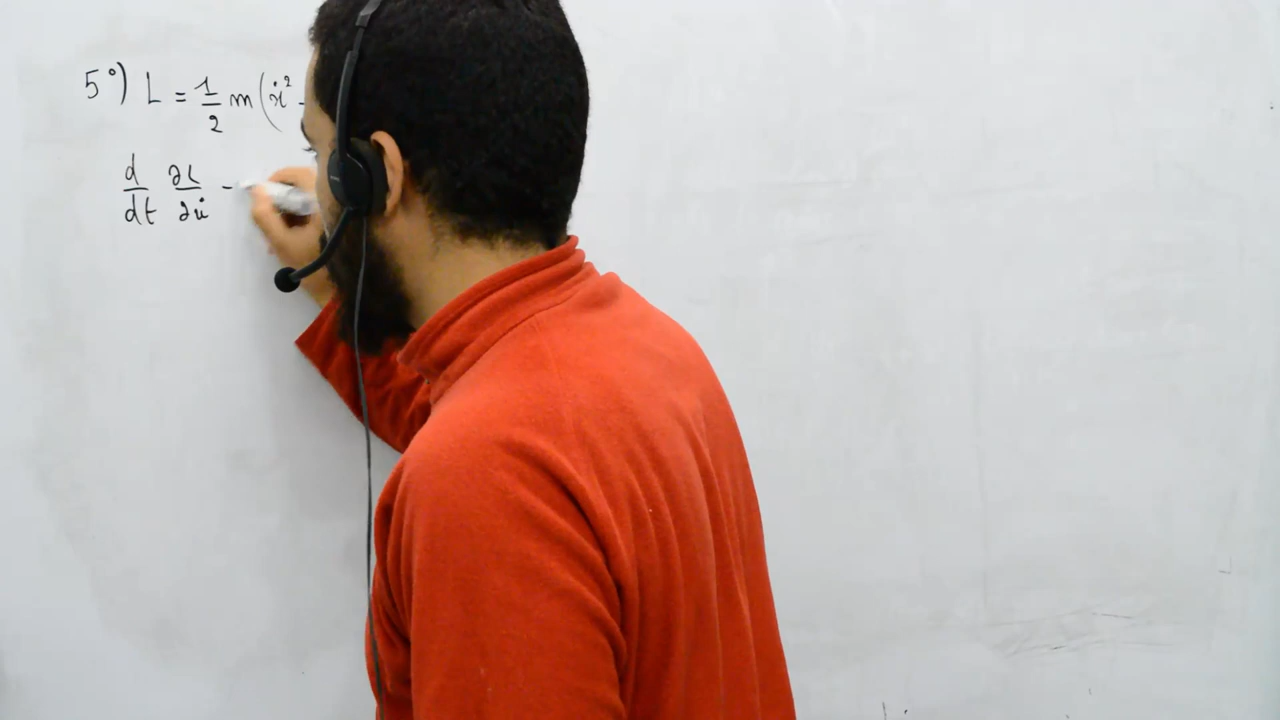 5°) L = 1/2 m (ẋ² -
d/dt ∂L/∂ẋ -